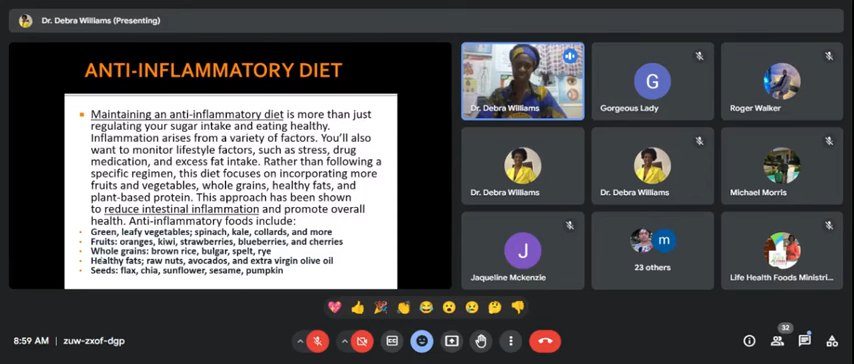 Dr. Debra Williams (Presenting)
ANTI-INFLAMMATORY DIET
Maintaining an anti-inflammatory diet is more than just
regulating your sugar intake and eating healthy.
Inflammation arises from a variety of factors. You'll also
want to monitor lifestyle factors, such as stress, drug
medication, and excess fat intake. Rather than following a
specific regimen, this diet focuses on incorporating more
fruits and vegetables, whole grains, healthy fats, and
plant-based protein. This approach has been shown
to reduce intestinal inflammation and promote overall
health. Anti-inflammatory foods include:
Green, leafy vegetables; spinach, kale, collards, and more
Fruits: oranges, kiwi, strawberries, blueberries, and cherries
Whole grains: brown rice, bulgar, spelt, rye
Healthy fats; raw nuts, avocados, and extra virgin olive oil
Seeds: flax, chia, sunflower, sesame, pumpkin
Dr. Debra Williams
G
Gorgeous Lady
Roger Walker
Dr. Debra Williams
Dr. Debra Williams
Michael Morris
J
Jaqueline Mckenzie
m
23 others
Life Health Foods Ministri...
8:59 AM | zuw-zxof-dgp
CC
32